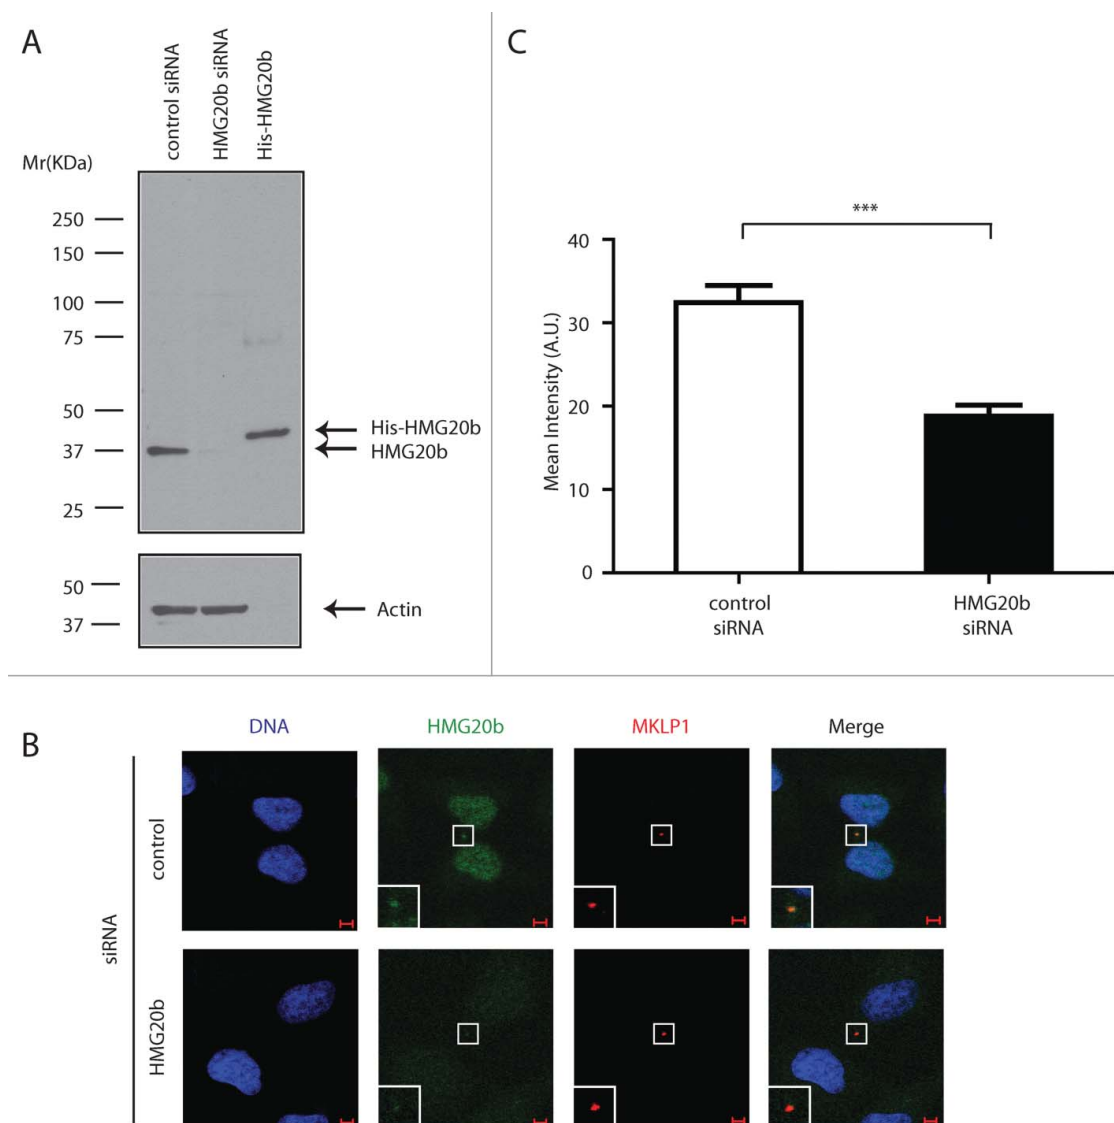 A
control siRNA
HMG20b siRNA
His-HMG20b
Mr(KDa)
250
150
100
75
50
37
25
His-HMG20b
HMG20b
50
37
Actin
C
***
Mean Intensity (A.U.)
40
30
20
10
0
control
siRNA
HMG20b
siRNA
B
DNA
HMG20b
MKLP1
Merge
siRNA
control
HMG20b